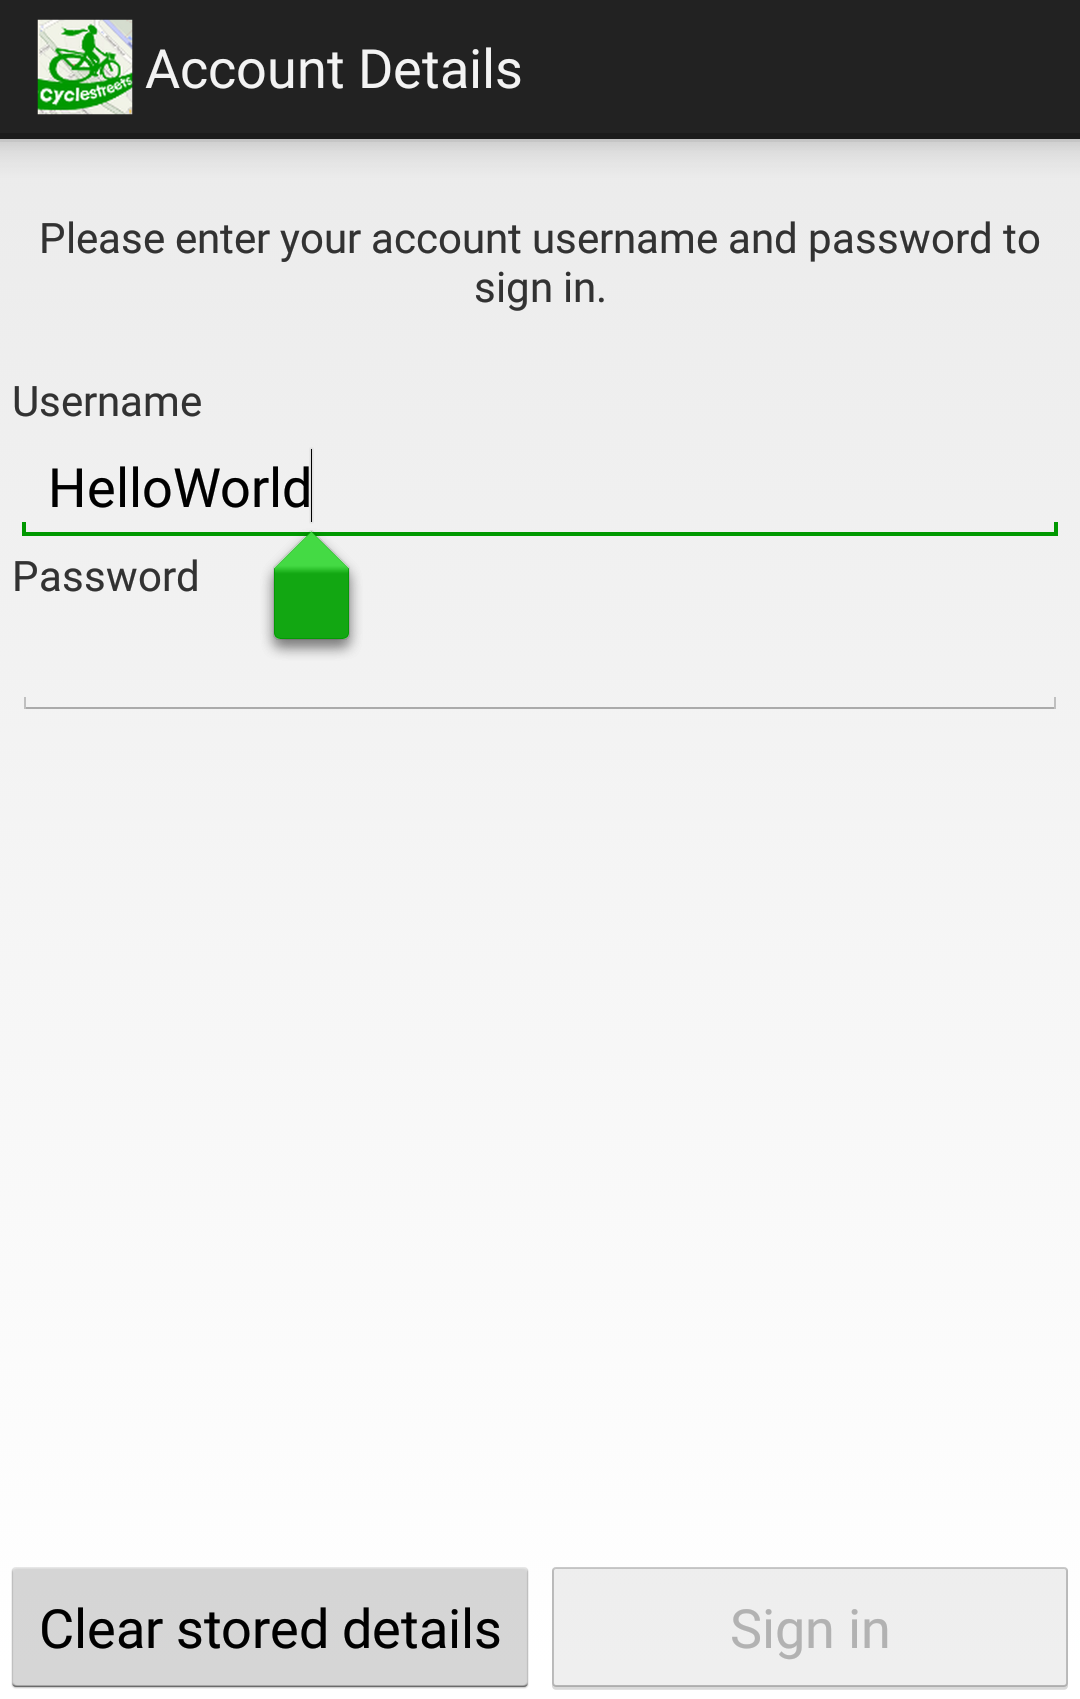 Cyclestreets
Account Details
Please enter your account username and password to
sign in.
Username
HelloWorld
Password
Clear stored details
Sign in